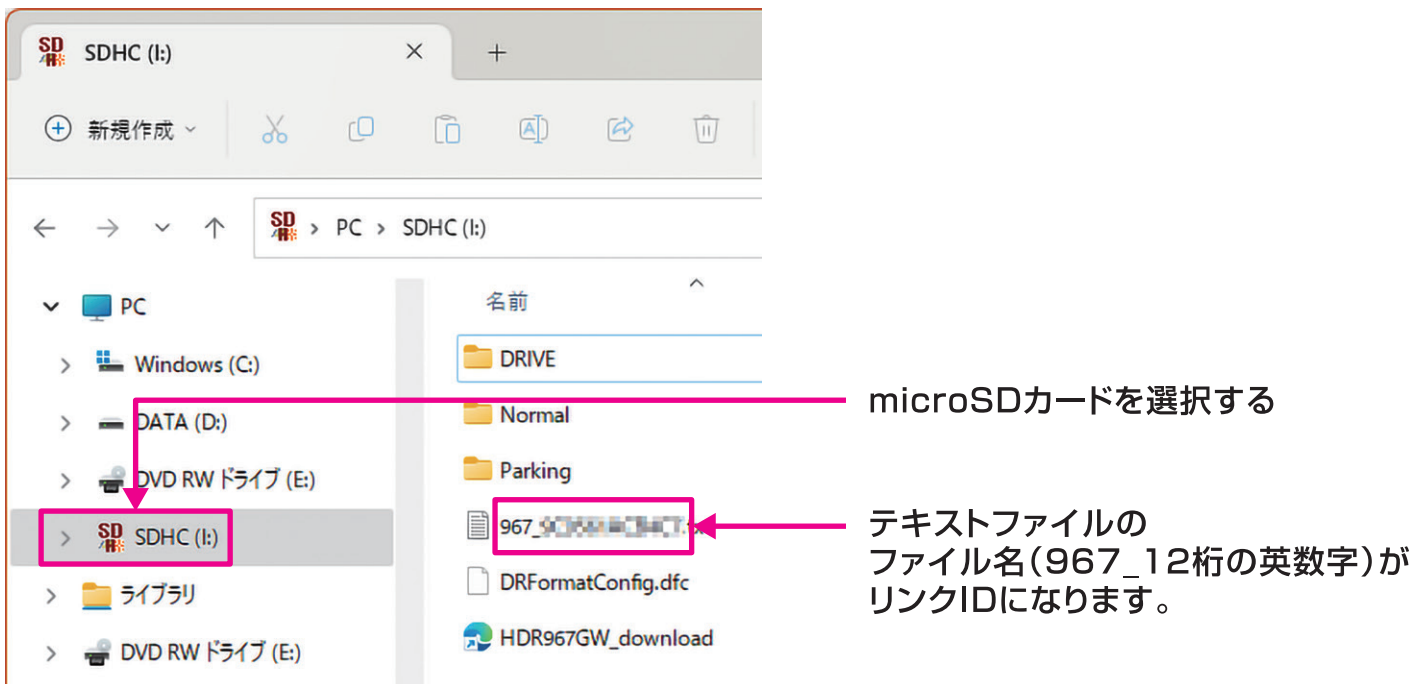 SDHC (I:)
新規作成
PC > SDHC (I:)
PC
Windows (C:)
DATA (D:)
DVD RW ドライブ (E:)
SDHC (I:)
ライブラリ
DVD RW ドライブ (E:)
名前
DRIVE
Normal
Parking
967_
DRFormatConfig.dfc
HDR967GW_download
microSDカードを選択する
テキストファイルの
ファイル名(967_12桁の英数字)が
リンクIDになります。